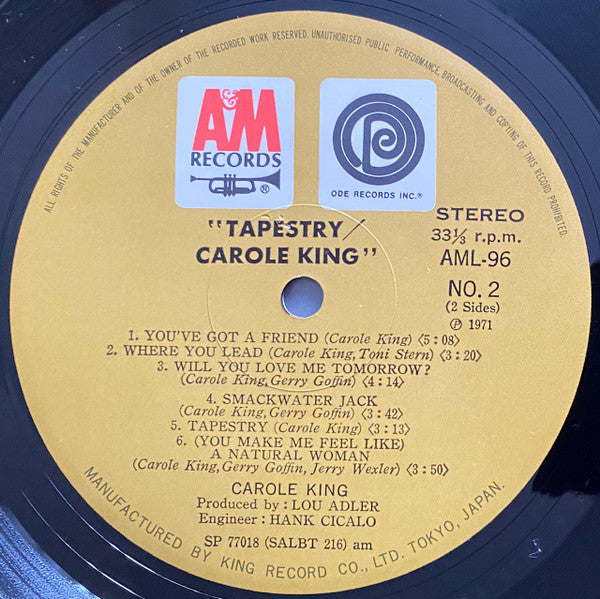 ALL RIGHTS OF THE MANUFACTURER AND OF THE OWNER OF THE RECORDED WORK RESERVED. UNAUTHORISED PUBLIC PERFORMANCE, BROADCASTING AND COPYING OF THIS RECORD PROHIBITED.
A&M
RECORDS
®
ODE RECORDS INC.®
"TAPESTRY/
CAROLE KING"
STEREO
33⅓ r.p.m.
AML-96
NO. 2
(2 Sides)
℗ 1971
1. YOU'VE GOT A FRIEND (Carole King) ⟨5:08⟩
2. WHERE YOU LEAD (Carole King, Toni Stern) ⟨3:20⟩
3. WILL YOU LOVE ME TOMORROW?
(Carole King, Gerry Goffin) ⟨4:14⟩
4. SMACKWATER JACK
(Carole King, Gerry Goffin) ⟨3:42⟩
5. TAPESTRY (Carole King) ⟨3:13⟩
6. (YOU MAKE ME FEEL LIKE)
A NATURAL WOMAN
(Carole King, Gerry Goffin, Jerry Wexler) ⟨3:50⟩
CAROLE KING
Produced by : LOU ADLER
Engineer : HANK CICALO
SP 77018 (SALBT 216) am
MANUFACTURED BY KING RECORD CO., LTD. TOKYO, JAPAN.